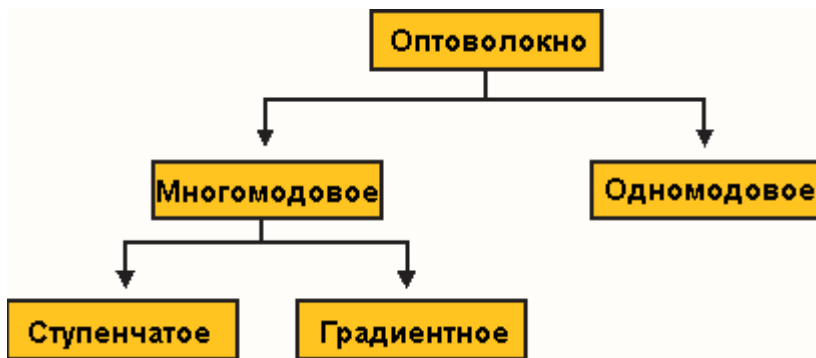 Оптоволокно
Многомодовое
Одномодовое
Ступенчатое
Градиентное